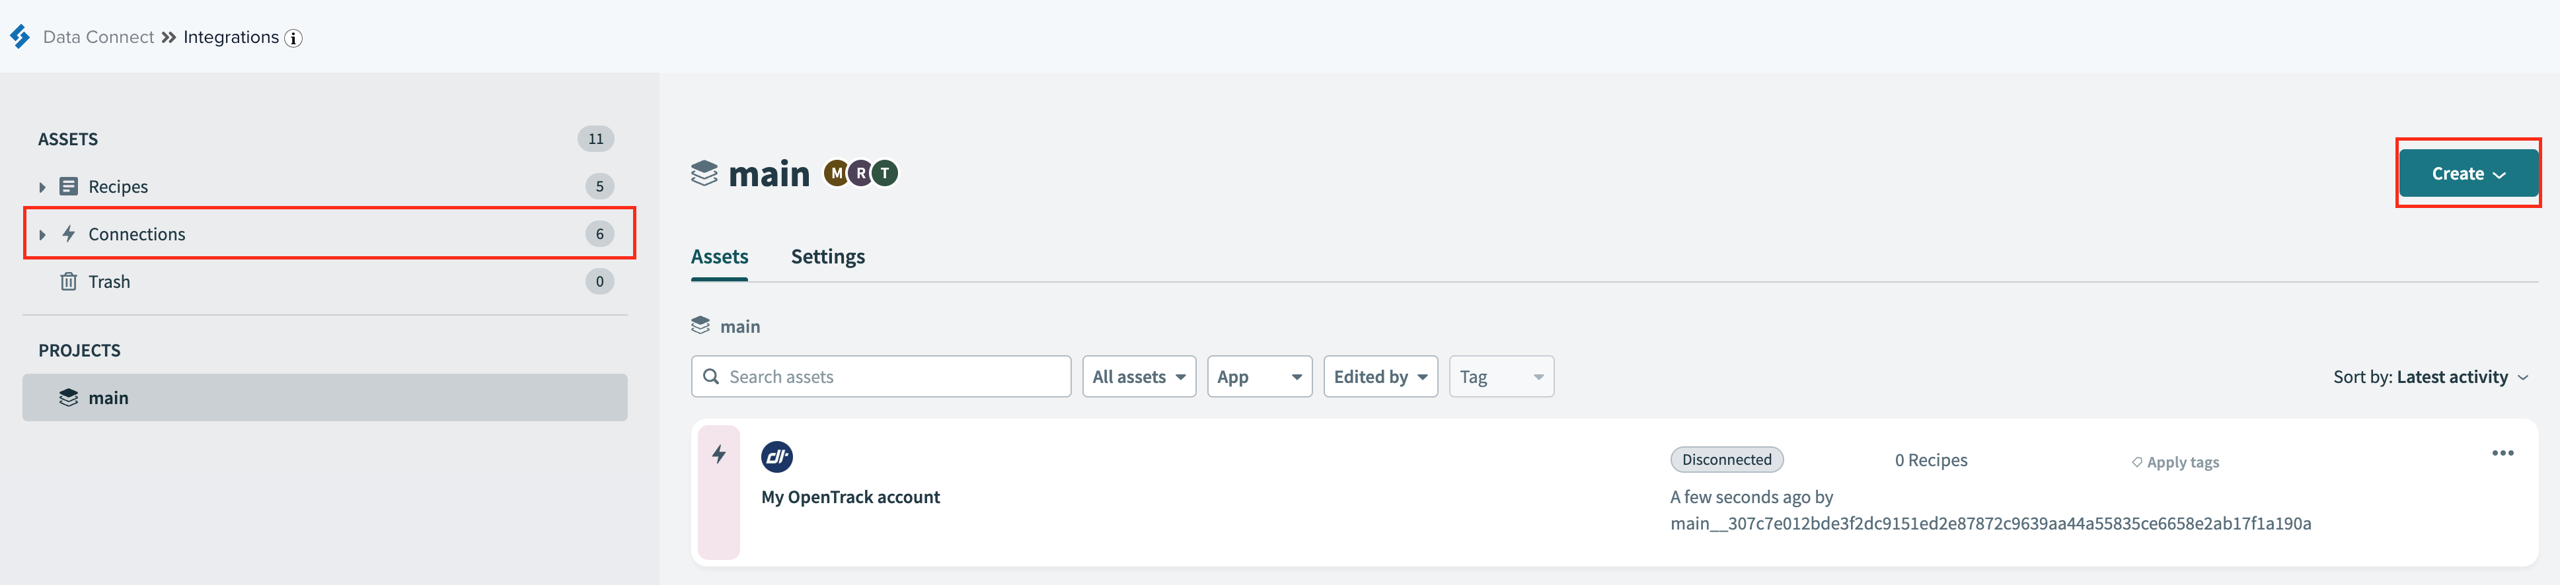 Data Connect » Integrations i
ASSETS 11
Recipes 5
Connections 6
Trash 0
PROJECTS
main
main M R T
Create
Assets Settings
main
Search assets All assets App Edited by Tag Sort by: Latest activity
Disconnected 0 Recipes Apply tags
My OpenTrack account A few seconds ago by
main__307c7e012bde3f2dc9151ed2e87872c9639aa44a55835ce6658e2ab17f1a190a